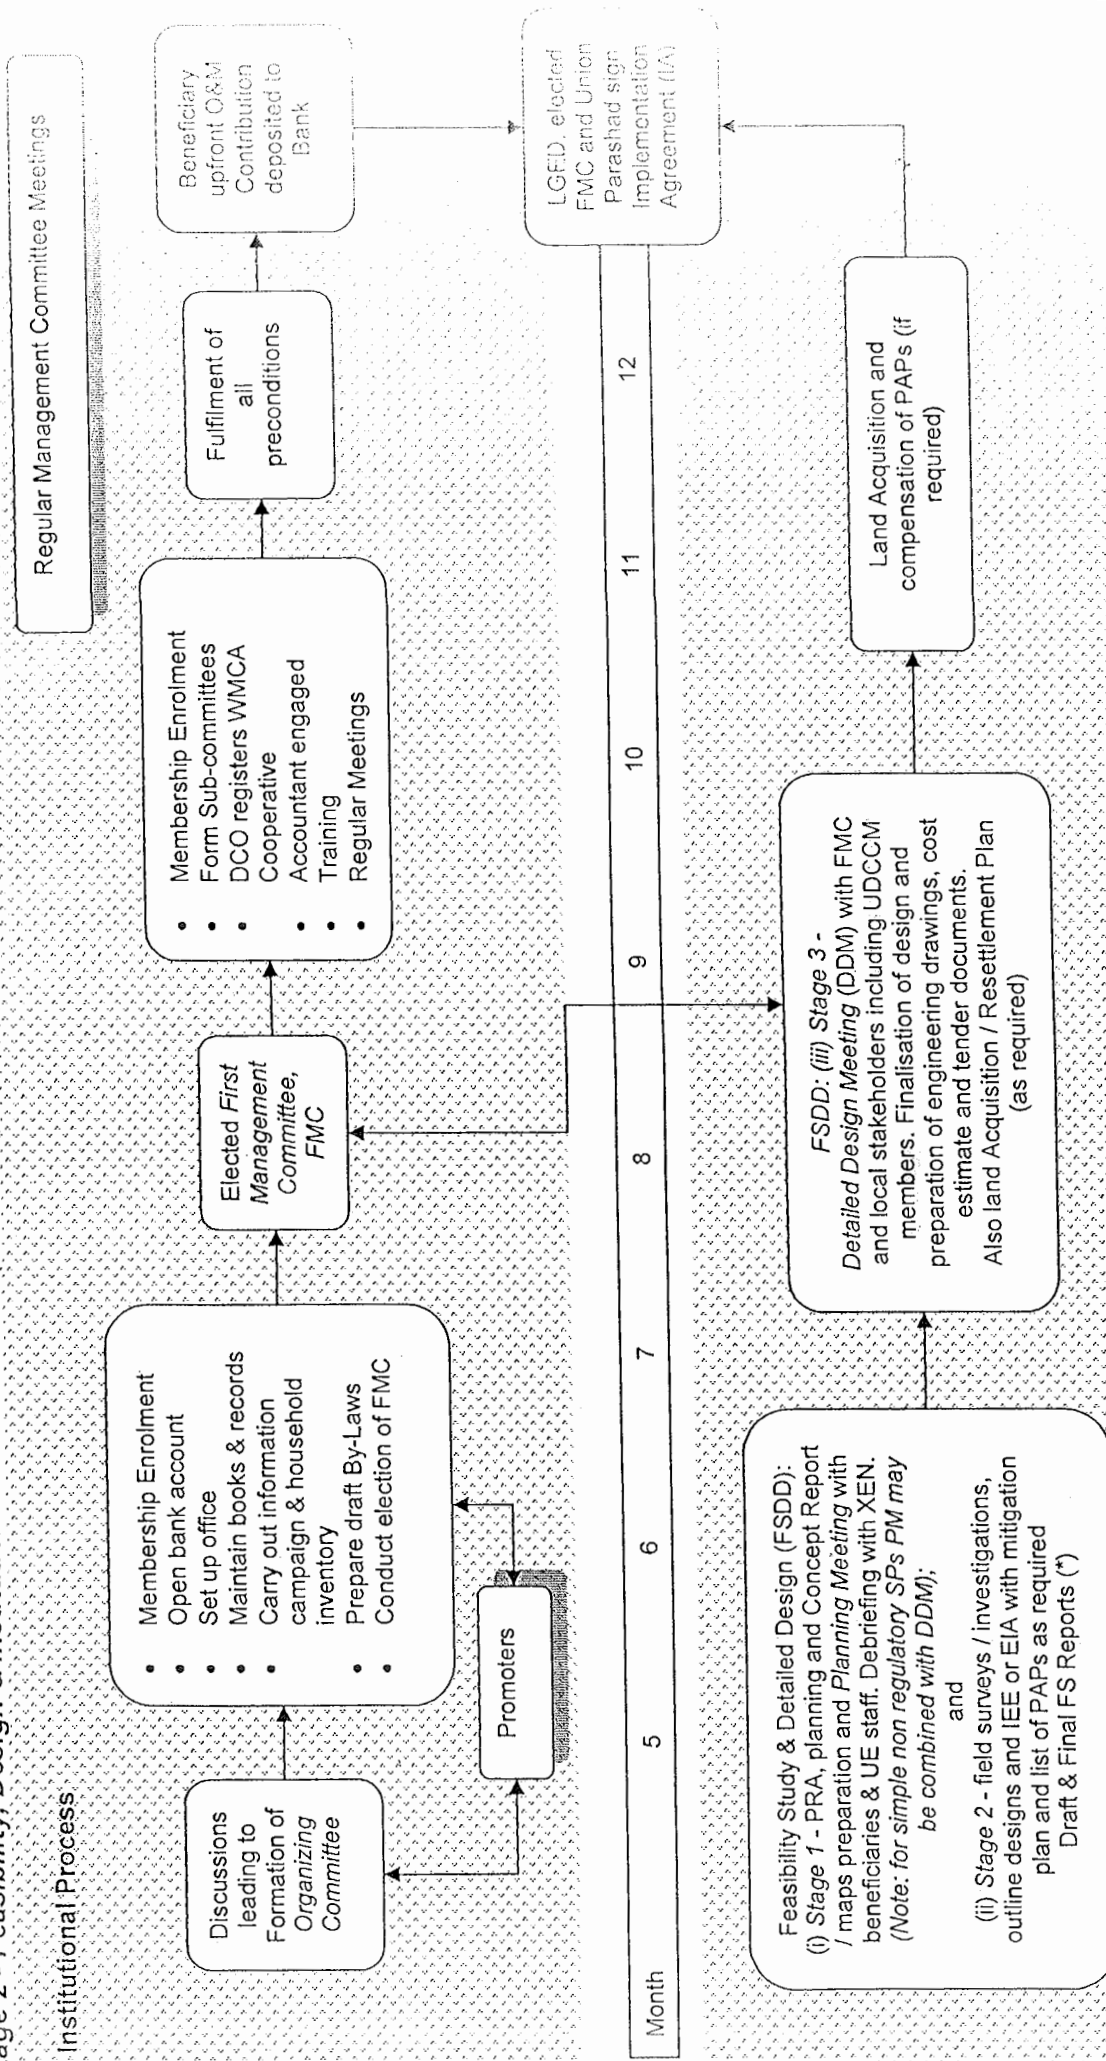 Institutional Process
Regular Management Committee Meetings
Discussions
leading to
Formation of
Organizing
Committee
• Membership Enrolment
• Open bank account
• Set up office
• Maintain books & records
• Carry out information
campaign & household
inventory
• Prepare draft By-Laws
• Conduct election of FMC
Promoters
Elected First
Management
Committee,
FMC
• Membership Enrolment
• Form Sub-committees
• DCO registers WMCA
Cooperative
• Accountant engaged
• Training
• Regular Meetings
Fulfilment of
all
preconditions
Beneficiary
upfront O&M
Contribution
deposited to
Bank
LGED, elected
FMC and Union
Parashad sign
Implementation
Agreement (IA)
Month 5 6 7 8 9 10 11 12
Feasibility Study & Detailed Design (FSDD):
(i) Stage 1 - PRA, planning and Concept Report
/ maps preparation and Planning Meeting with
beneficiaries & UE staff. Debriefing with XEN.
(Note: for simple non regulatory SPs PM may
be combined with DDM);
and
(ii) Stage 2 - field surveys / investigations,
outline designs and IEE or EIA with mitigation
plan and list of PAPs as required
Draft & Final FS Reports (*)
FSDD: (iii) Stage 3 -
Detailed Design Meeting (DDM) with FMC
and local stakeholders including UDCCM
members. Finalisation of design and
preparation of engineering drawings, cost
estimate and tender documents.
Also land Acquisition / Resettlement Plan
(as required)
Land Acquisition and
compensation of PAPs (if
required)